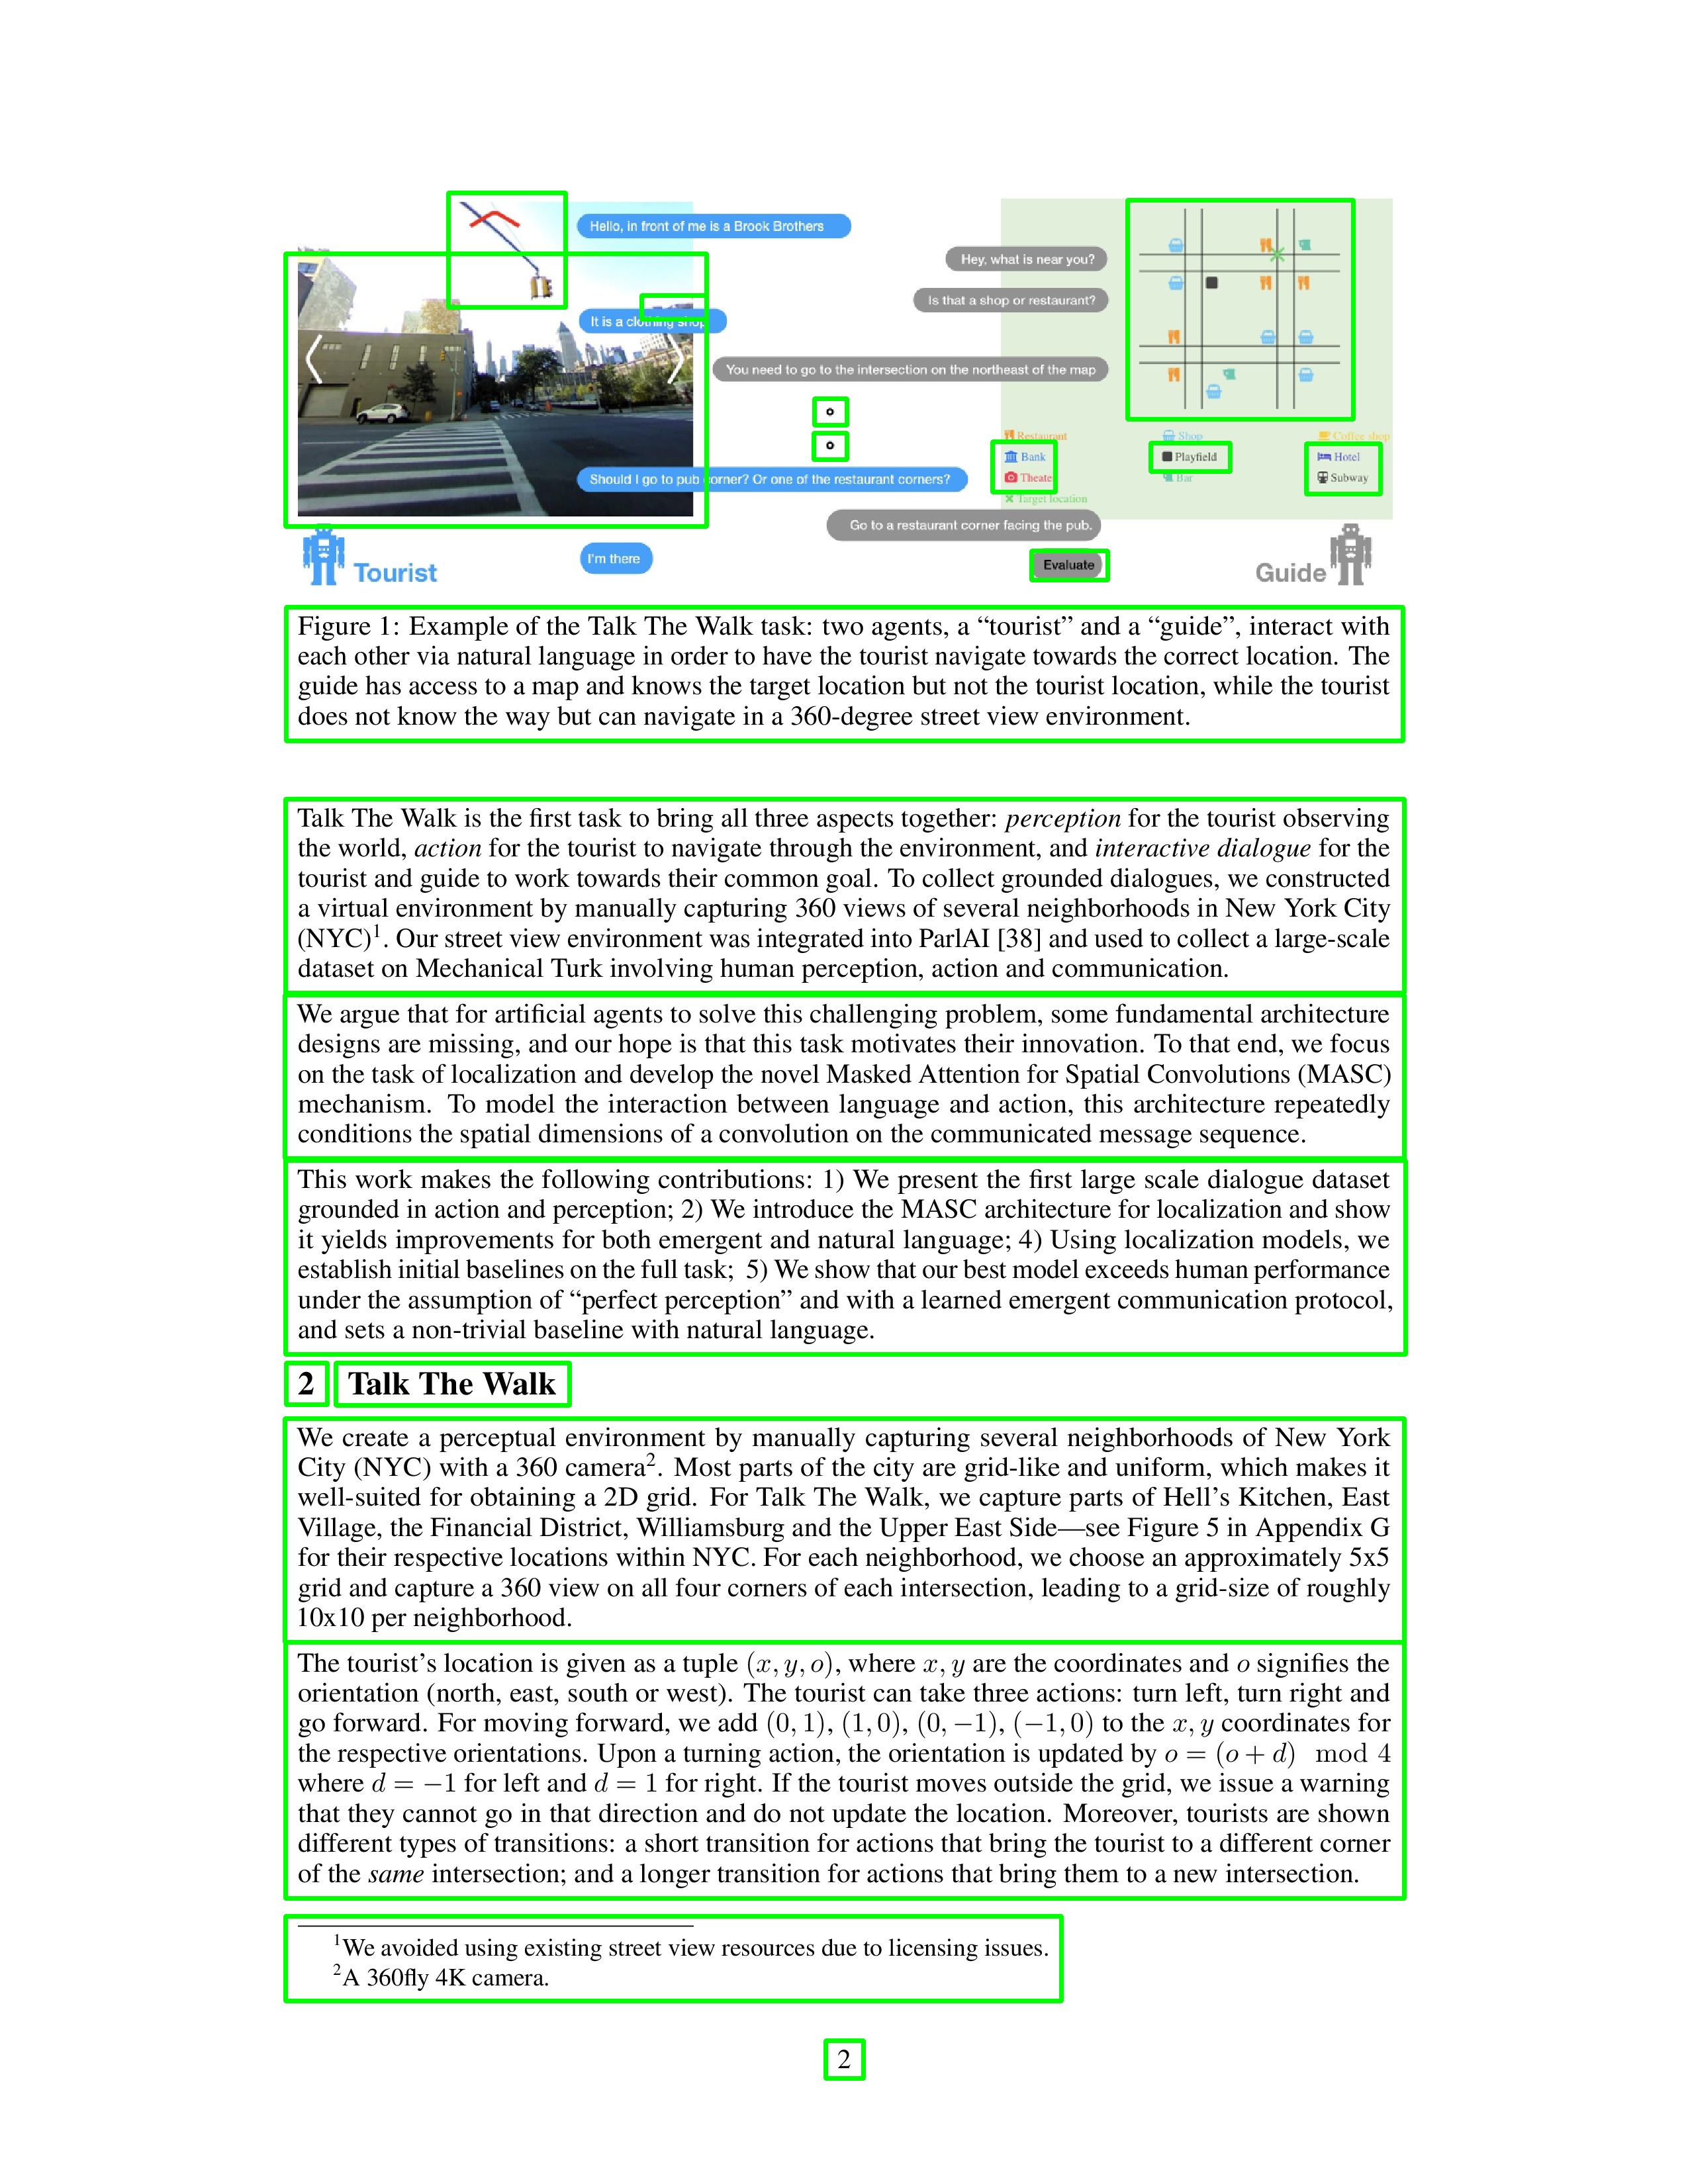 Hello, in front of me is a Brook Brothers
Hey, what is near you?
Is that a shop or restaurant?
It is a clothing shop
You need to go to the intersection on the northeast of the map
Restaurant Shop Coffee shop
Bank Playfield Hotel
Theater Bar Subway
Target location
Should I go to pub corner? Or one of the restaurant corners?
Go to a restaurant corner facing the pub.
I'm there
Evaluate
Tourist
Guide
Figure 1: Example of the Talk The Walk task: two agents, a “tourist” and a “guide”, interact with
each other via natural language in order to have the tourist navigate towards the correct location. The
guide has access to a map and knows the target location but not the tourist location, while the tourist
does not know the way but can navigate in a 360-degree street view environment.
Talk The Walk is the first task to bring all three aspects together: perception for the tourist observing
the world, action for the tourist to navigate through the environment, and interactive dialogue for the
tourist and guide to work towards their common goal. To collect grounded dialogues, we constructed
a virtual environment by manually capturing 360 views of several neighborhoods in New York City
(NYC)¹. Our street view environment was integrated into ParlAI [38] and used to collect a large-scale
dataset on Mechanical Turk involving human perception, action and communication.
We argue that for artificial agents to solve this challenging problem, some fundamental architecture
designs are missing, and our hope is that this task motivates their innovation. To that end, we focus
on the task of localization and develop the novel Masked Attention for Spatial Convolutions (MASC)
mechanism. To model the interaction between language and action, this architecture repeatedly
conditions the spatial dimensions of a convolution on the communicated message sequence.
This work makes the following contributions: 1) We present the first large scale dialogue dataset
grounded in action and perception; 2) We introduce the MASC architecture for localization and show
it yields improvements for both emergent and natural language; 4) Using localization models, we
establish initial baselines on the full task; 5) We show that our best model exceeds human performance
under the assumption of “perfect perception” and with a learned emergent communication protocol,
and sets a non-trivial baseline with natural language.
2 Talk The Walk
We create a perceptual environment by manually capturing several neighborhoods of New York
City (NYC) with a 360 camera². Most parts of the city are grid-like and uniform, which makes it
well-suited for obtaining a 2D grid. For Talk The Walk, we capture parts of Hell’s Kitchen, East
Village, the Financial District, Williamsburg and the Upper East Side—see Figure 5 in Appendix G
for their respective locations within NYC. For each neighborhood, we choose an approximately 5x5
grid and capture a 360 view on all four corners of each intersection, leading to a grid-size of roughly
10x10 per neighborhood.
The tourist’s location is given as a tuple (x, y, o), where x, y are the coordinates and o signifies the
orientation (north, east, south or west). The tourist can take three actions: turn left, turn right and
go forward. For moving forward, we add (0, 1), (1, 0), (0, −1), (−1, 0) to the x, y coordinates for
the respective orientations. Upon a turning action, the orientation is updated by o = (o + d) mod 4
where d = −1 for left and d = 1 for right. If the tourist moves outside the grid, we issue a warning
that they cannot go in that direction and do not update the location. Moreover, tourists are shown
different types of transitions: a short transition for actions that bring the tourist to a different corner
of the same intersection; and a longer transition for actions that bring them to a new intersection.
¹We avoided using existing street view resources due to licensing issues.
²A 360fly 4K camera.
2